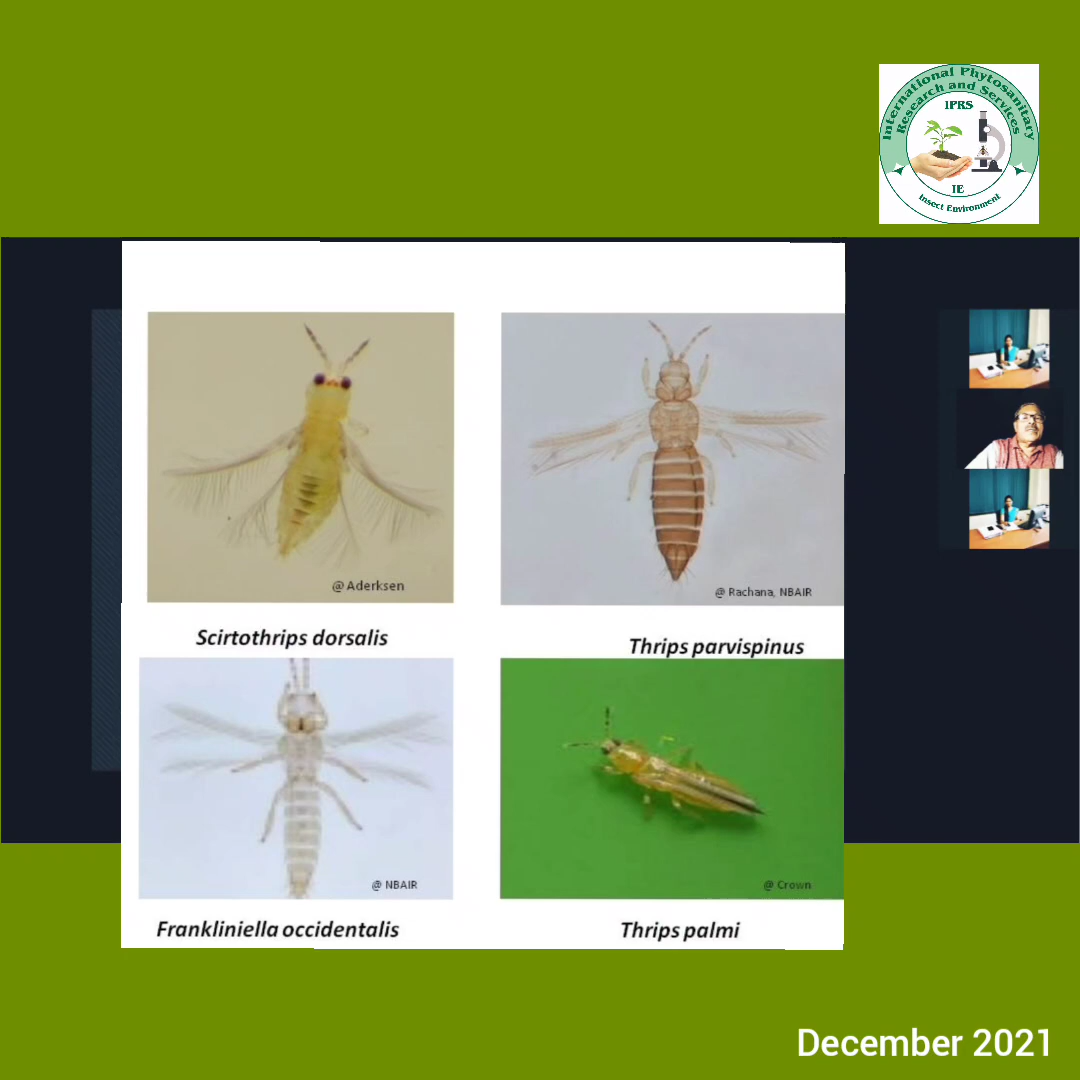 International Phytosanitary
Research and Services
IPRS
IE
Insect Environment
@ Aderksen
@ Rachana, NBAIR
Scirtothrips dorsalis
Thrips parvispinus
@ NBAIR
@ Crown
Frankliniella occidentalis
Thrips palmi
December 2021